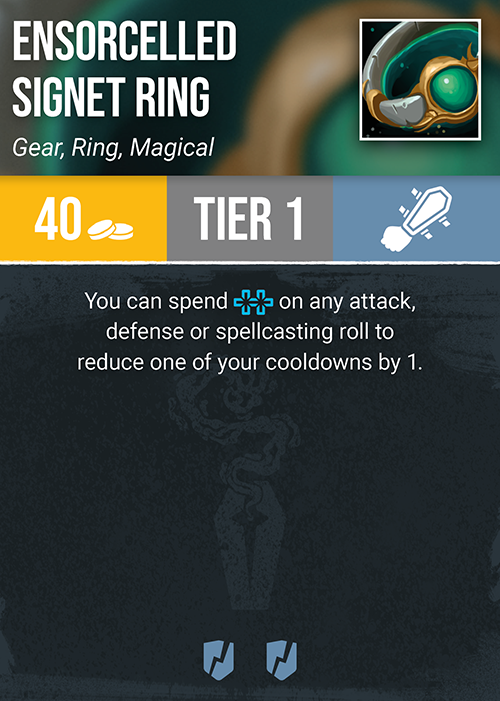 ENSORCELLED
SIGNET RING
Gear, Ring, Magical
40
TIER 1
You can spend on any attack,
defense or spellcasting roll to
reduce one of your cooldowns by 1.